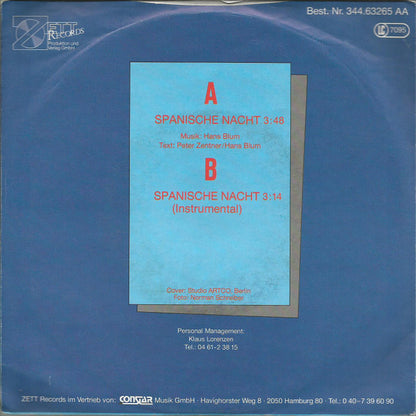 ZETT
RECORDS
Produktion und
Verlag GmbH
Best. Nr. 344.63265 AA
LC 7095
A
SPANISCHE NACHT 3:48
Musik: Hans Blum
Text: Peter Zentner/Hans Blum
B
SPANISCHE NACHT 3:14
(Instrumental)
Cover: Studio ARTCO, Berlin
Foto: Norman Schreiber
Personal Management:
Klaus Lorenzen
Tel.: 04 61-2 38 15
ZETT Records im Vertrieb von: CONSTAR Musik GmbH · Havighorster Weg 8 · 2050 Hamburg 80 · Tel.: 0 40-7 39 60 90